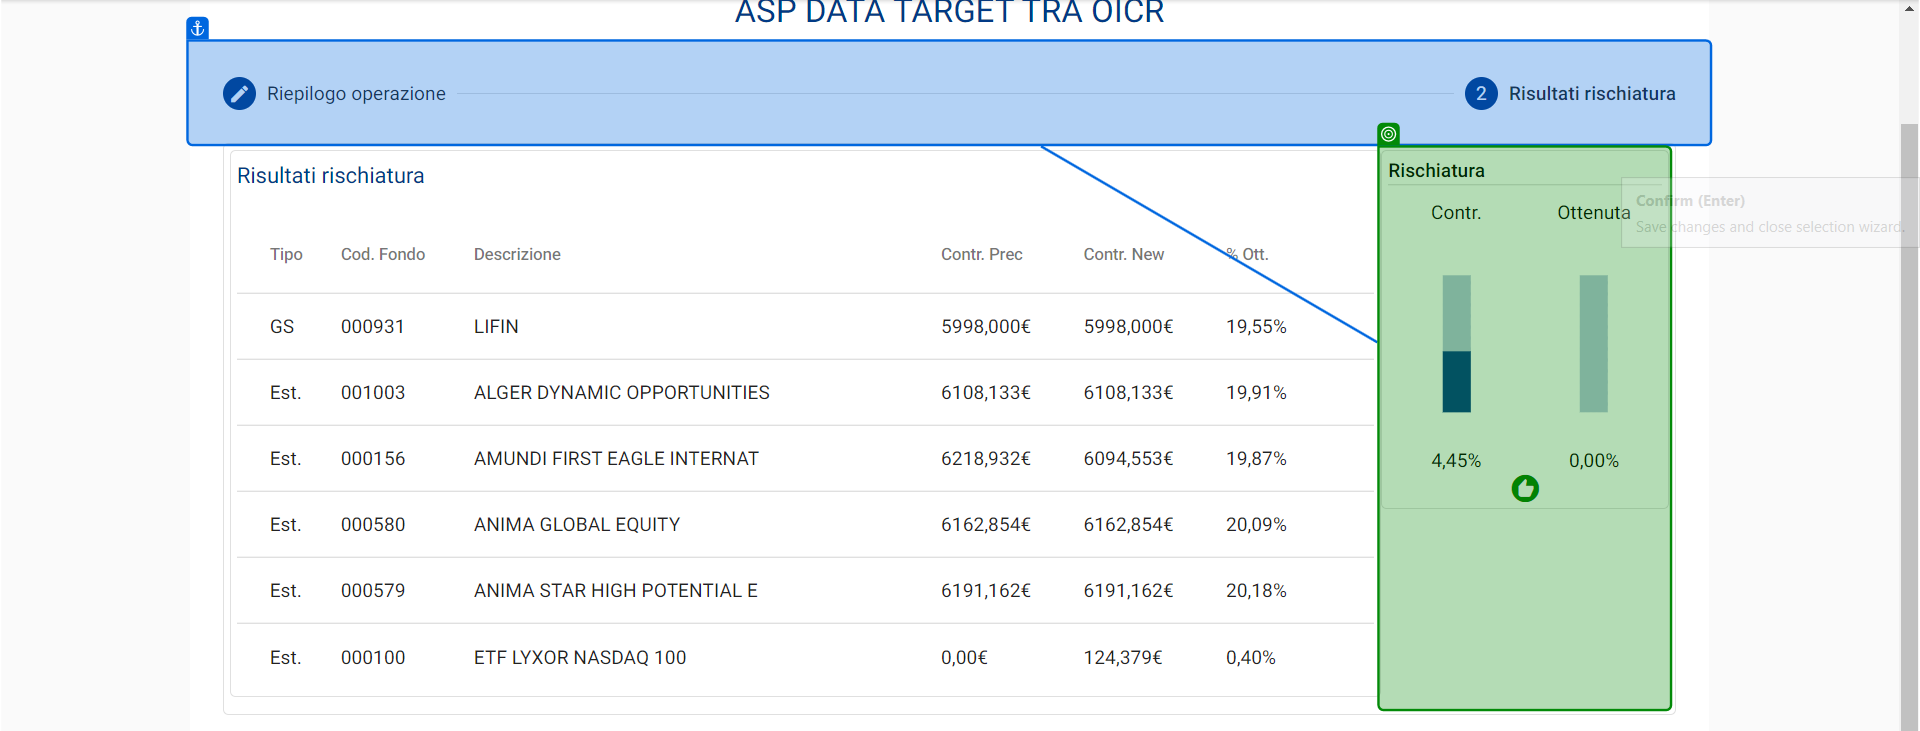 ASP DATA TARGET TRA OICR
Riepilogo operazione
2 Risultati rischiatura
Risultati rischiatura
Rischiatura
Contr. Ottenuta
Confirm (Enter)
Save changes and close selection wizard.
Tipo Cod. Fondo Descrizione Contr. Prec Contr. New % Ott.
GS 000931 LIFIN 5998,000€ 5998,000€ 19,55%
Est. 001003 ALGER DYNAMIC OPPORTUNITIES 6108,133€ 6108,133€ 19,91%
Est. 000156 AMUNDI FIRST EAGLE INTERNAT 6218,932€ 6094,553€ 19,87%
4,45% 0,00%
Est. 000580 ANIMA GLOBAL EQUITY 6162,854€ 6162,854€ 20,09%
Est. 000579 ANIMA STAR HIGH POTENTIAL E 6191,162€ 6191,162€ 20,18%
Est. 000100 ETF LYXOR NASDAQ 100 0,00€ 124,379€ 0,40%